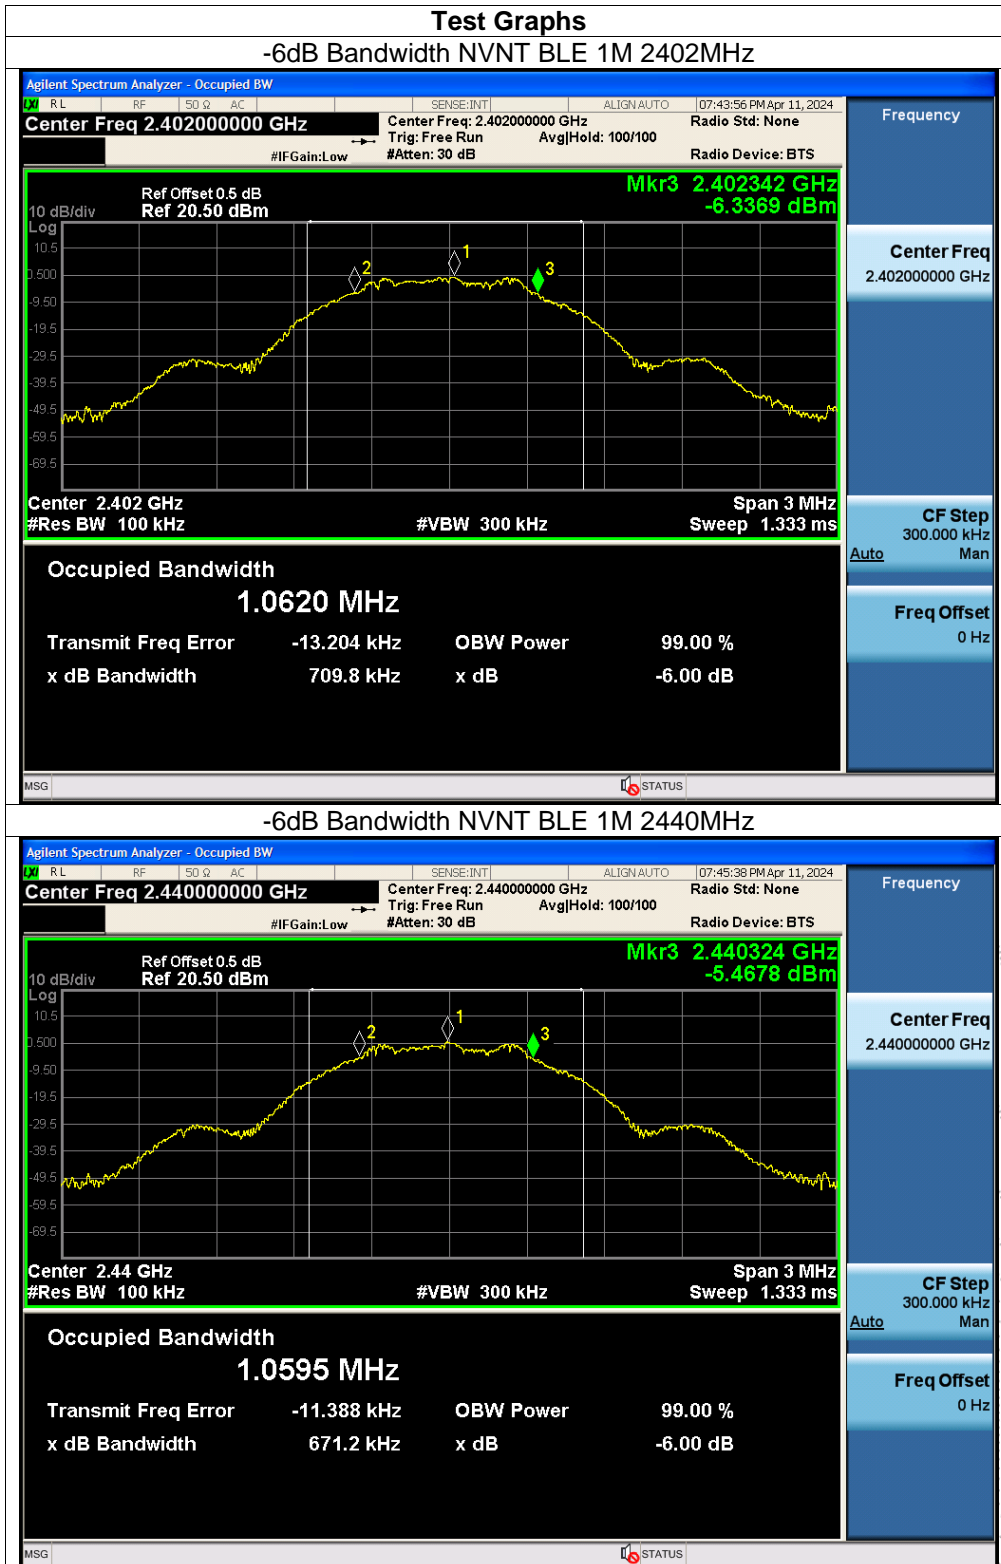 Test Graphs
-6dB Bandwidth NVNT BLE 1M 2402MHz
Agilent Spectrum Analyzer - Occupied BW
LXI RL RF 50 Ω AC SENSE:INT ALIGN AUTO 07:43:56 PM Apr 11, 2024
Center Freq 2.402000000 GHz
Center Freq: 2.402000000 GHz Radio Std: None
Trig: Free Run Avg|Hold: 100/100
#IFGain:Low #Atten: 30 dB Radio Device: BTS
Mkr3 2.402342 GHz
-6.3369 dBm
Ref Offset 0.5 dB
10 dB/div Ref 20.50 dBm
Log
10.5
0.500
-9.50
-19.5
-29.5
-39.5
-49.5
-59.5
-69.5
2
1
3
Center 2.402 GHz Span 3 MHz
#Res BW 100 kHz #VBW 300 kHz Sweep 1.333 ms
Occupied Bandwidth
1.0620 MHz
Transmit Freq Error -13.204 kHz OBW Power 99.00 %
x dB Bandwidth 709.8 kHz x dB -6.00 dB
MSG STATUS
Frequency
Center Freq
2.402000000 GHz
CF Step
300.000 kHz
Auto Man
Freq Offset
0 Hz
-6dB Bandwidth NVNT BLE 1M 2440MHz
Agilent Spectrum Analyzer - Occupied BW
LXI RL RF 50 Ω AC SENSE:INT ALIGN AUTO 07:45:38 PM Apr 11, 2024
Center Freq 2.440000000 GHz
Center Freq: 2.440000000 GHz Radio Std: None
Trig: Free Run Avg|Hold: 100/100
#IFGain:Low #Atten: 30 dB Radio Device: BTS
Mkr3 2.440324 GHz
-5.4678 dBm
Ref Offset 0.5 dB
10 dB/div Ref 20.50 dBm
Log
10.5
0.500
-9.50
-19.5
-29.5
-39.5
-49.5
-59.5
-69.5
2
1
3
Center 2.44 GHz Span 3 MHz
#Res BW 100 kHz #VBW 300 kHz Sweep 1.333 ms
Occupied Bandwidth
1.0595 MHz
Transmit Freq Error -11.388 kHz OBW Power 99.00 %
x dB Bandwidth 671.2 kHz x dB -6.00 dB
MSG STATUS
Frequency
Center Freq
2.440000000 GHz
CF Step
300.000 kHz
Auto Man
Freq Offset
0 Hz